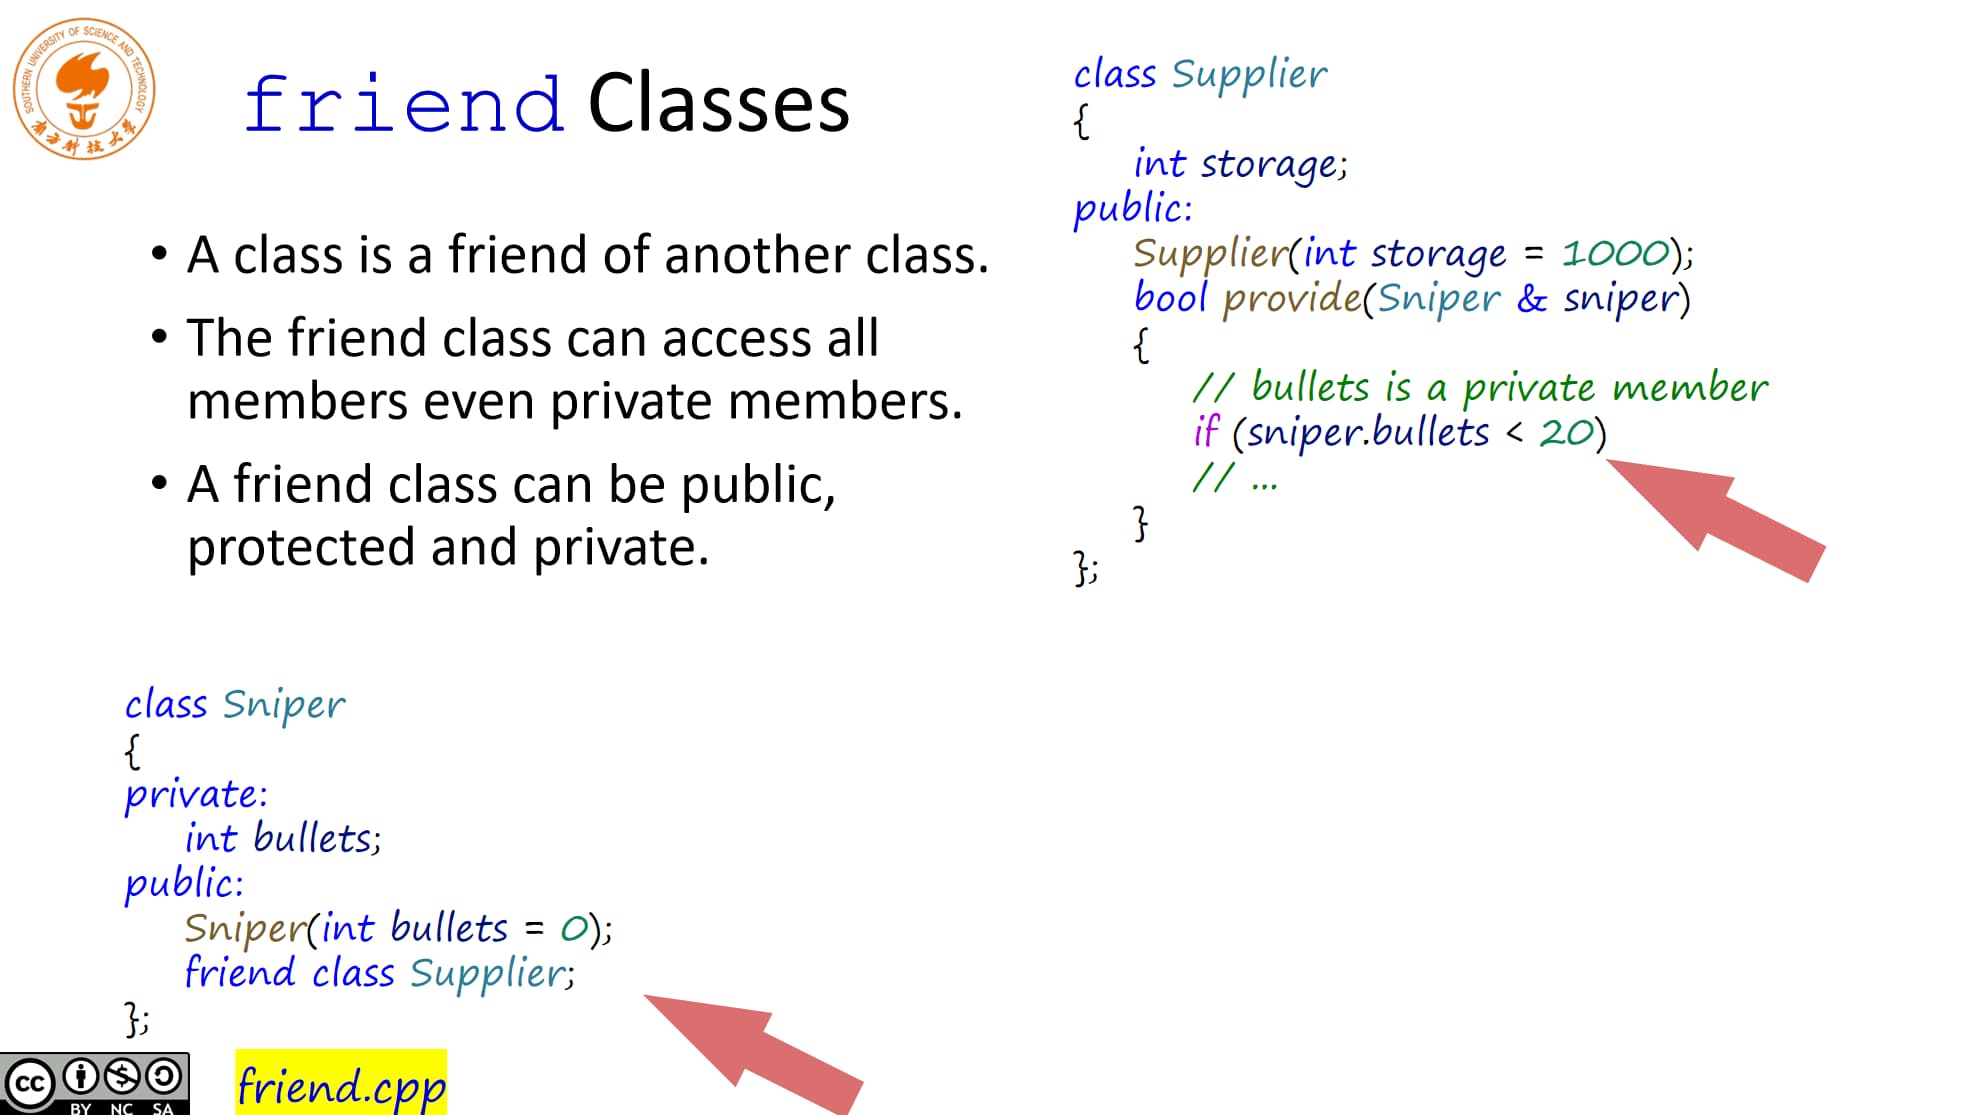 SOUTHERN UNIVERSITY OF SCIENCE AND TECHNOLOGY
南方科技大学
friend Classes
• A class is a friend of another class.
• The friend class can access all
members even private members.
• A friend class can be public,
protected and private.
class Sniper
{
private:
int bullets;
public:
Sniper(int bullets = 0);
friend class Supplier;
};
class Supplier
{
int storage;
public:
Supplier(int storage = 1000);
bool provide(Sniper & sniper)
{
// bullets is a private member
if (sniper.bullets < 20)
// ...
}
};
cc
BY NC SA
friend.cpp